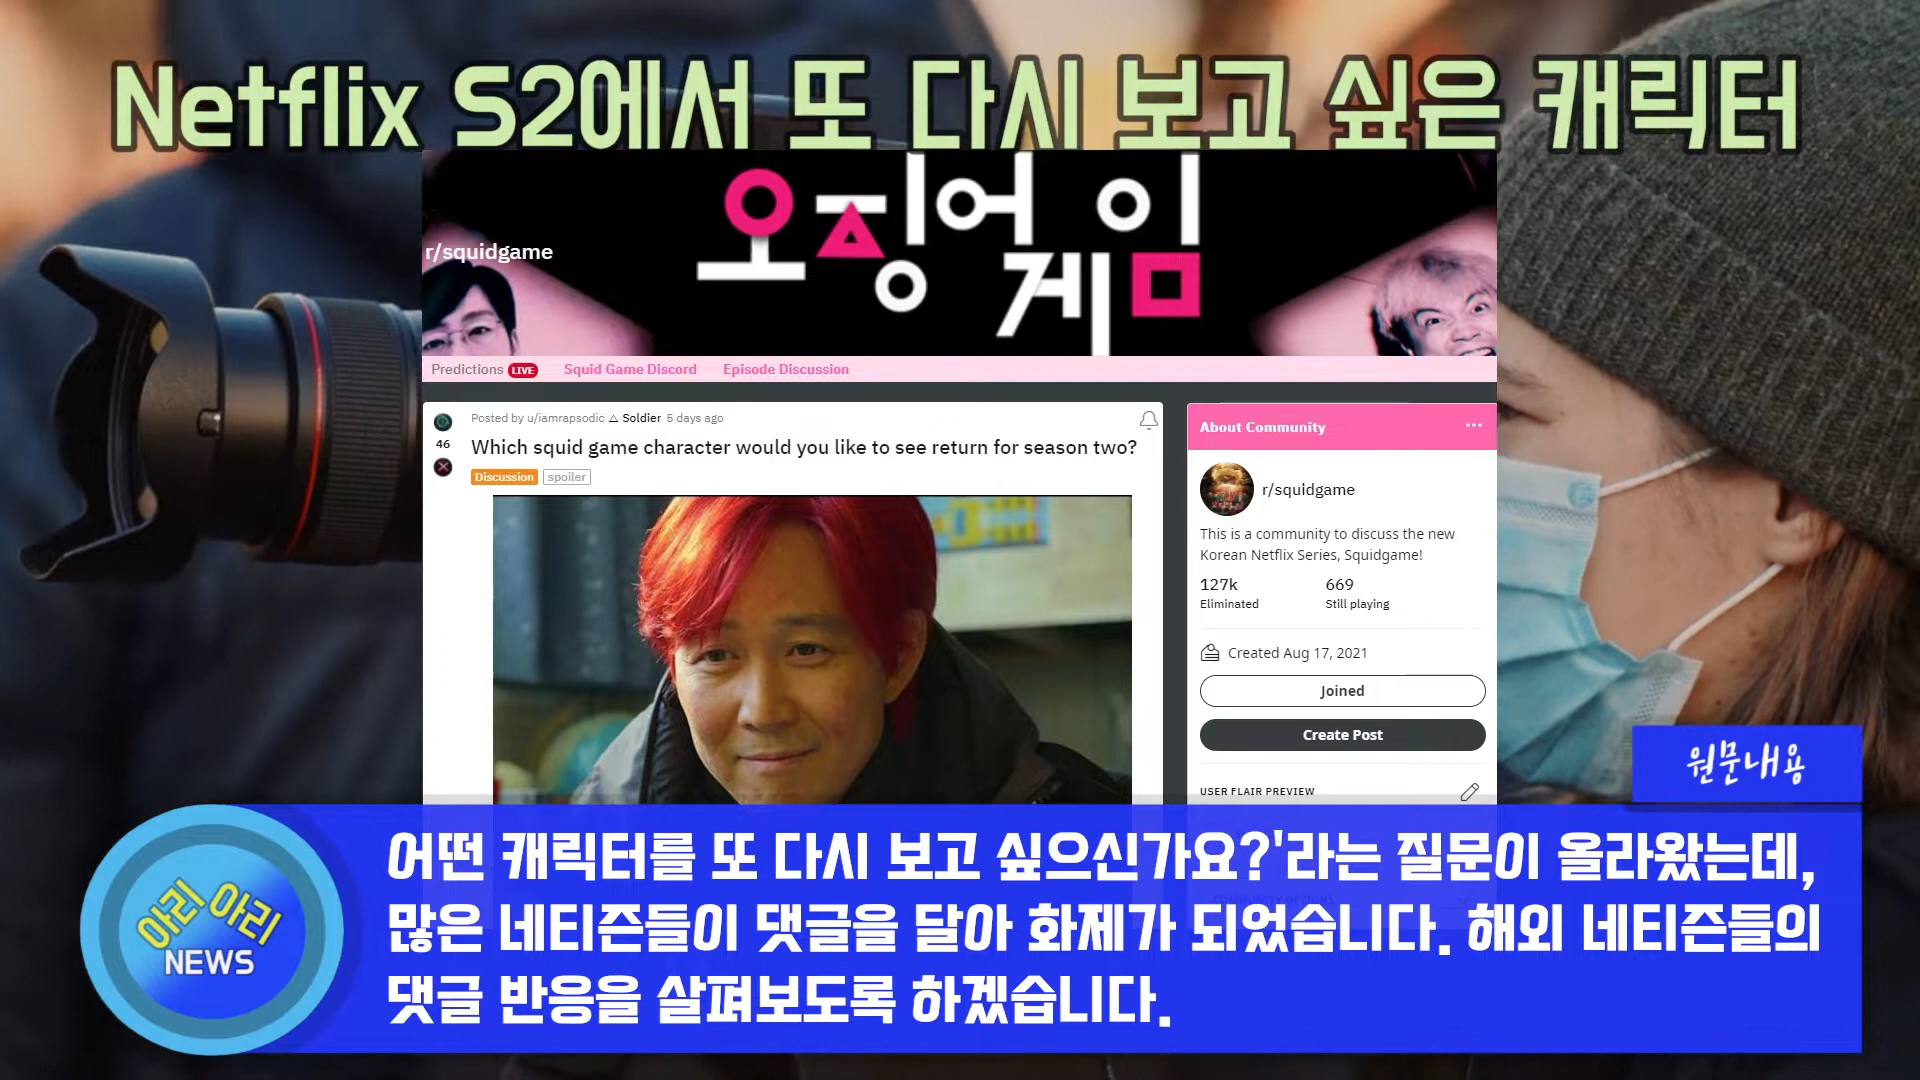 Netflix S2에서 또 다시 보고 싶은 캐릭터
오징어
게임
r/squidgame
Predictions LIVE Squid Game Discord Episode Discussion
Posted by u/iamrapsodic △ Soldier 5 days ago
46
Which squid game character would you like to see return for season two?
Discussion spoiler
About Community
r/squidgame
This is a community to discuss the new
Korean Netflix Series, Squidgame!
127k 669
Eliminated Still playing
Created Aug 17, 2021
Joined
Create Post
USER FLAIR PREVIEW
COMMUNITY OPTIONS
원문내용
아리 아리
NEWS
어떤 캐릭터를 또 다시 보고 싶으신가요?'라는 질문이 올라왔는데,
많은 네티즌들이 댓글을 달아 화제가 되었습니다. 해외 네티즌들의
댓글 반응을 살펴보도록 하겠습니다.